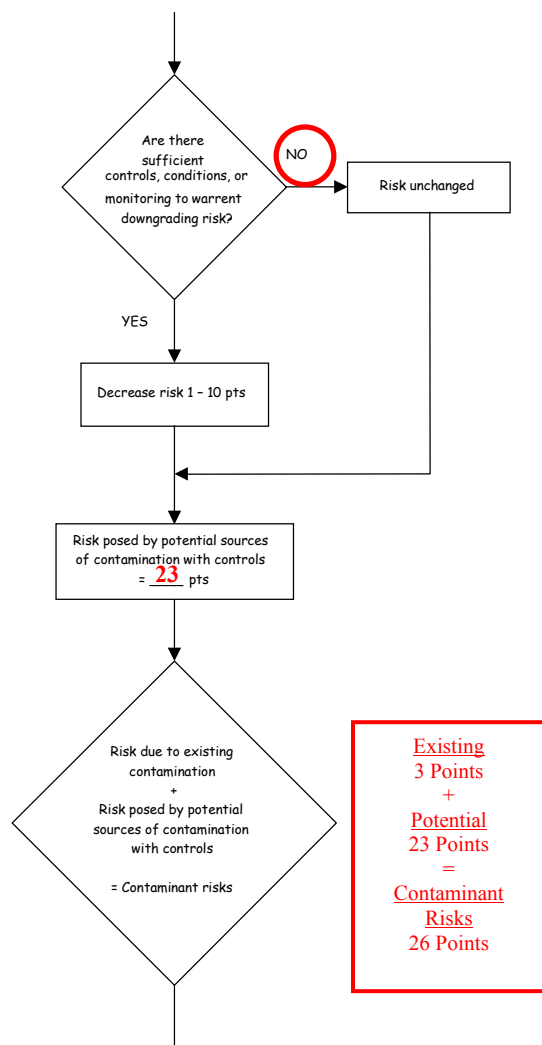 Are there
sufficient
controls, conditions, or
monitoring to warrent
downgrading risk?
NO
Risk unchanged
YES
Decrease risk 1 – 10 pts
Risk posed by potential sources
of contamination with controls
= 23 pts
Risk due to existing
contamination
+
Risk posed by potential
sources of contamination
with controls
= Contaminant risks
Existing
3 Points
+
Potential
23 Points
=
Contaminant
Risks
26 Points